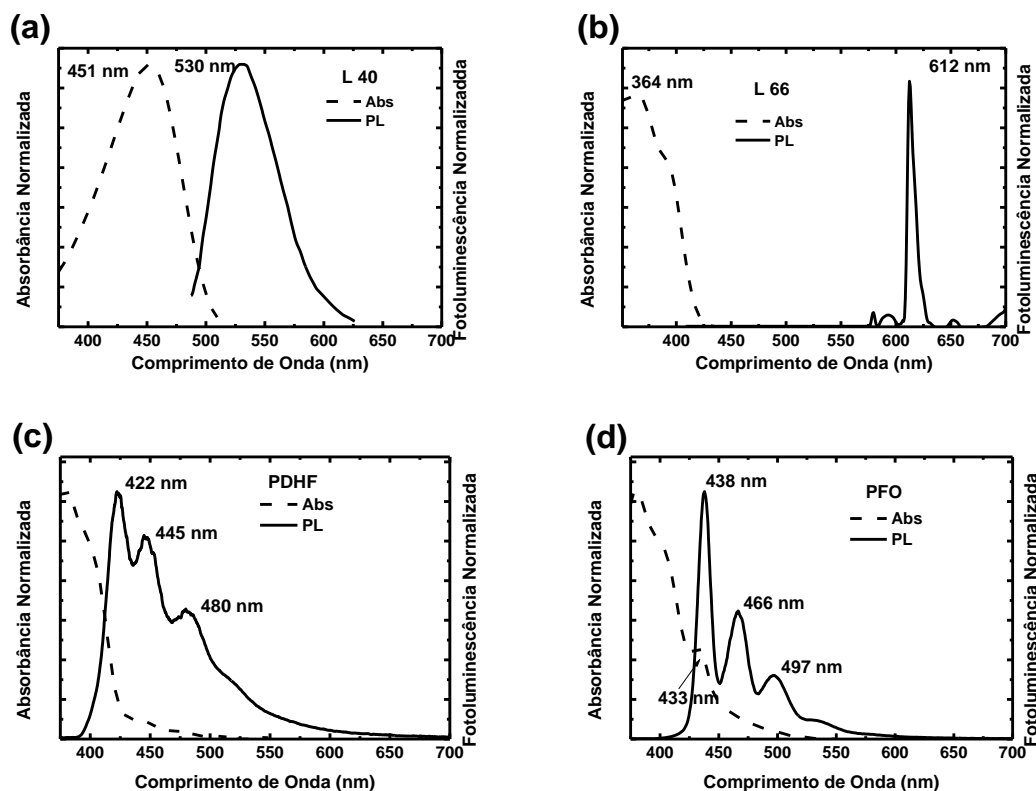 (a)
451 nm
530 nm
L 40
Abs
PL
Absorbância Normalizada
Fotoluminescência Normalizadda
400 450 500 550 600 650 700
Comprimento de Onda (nm)
(b)
364 nm
612 nm
L 66
Abs
PL
Absorbância Normalizada
Fotoluminescência Normalizada
400 450 500 550 600 650 700
Comprimento de Onda (nm)
(c)
422 nm
445 nm
480 nm
PDHF
Abs
PL
Absorbância Normalizada
Fotoluminescência Normalizada
400 450 500 550 600 650 700
Comprimento de Onda (nm)
(d)
438 nm
466 nm
497 nm
433 nm
PFO
Abs
PL
Absorbância Normalizada
Fotoluminescência Normalizada
400 450 500 550 600 650 700
Comprimento de Onda (nm)